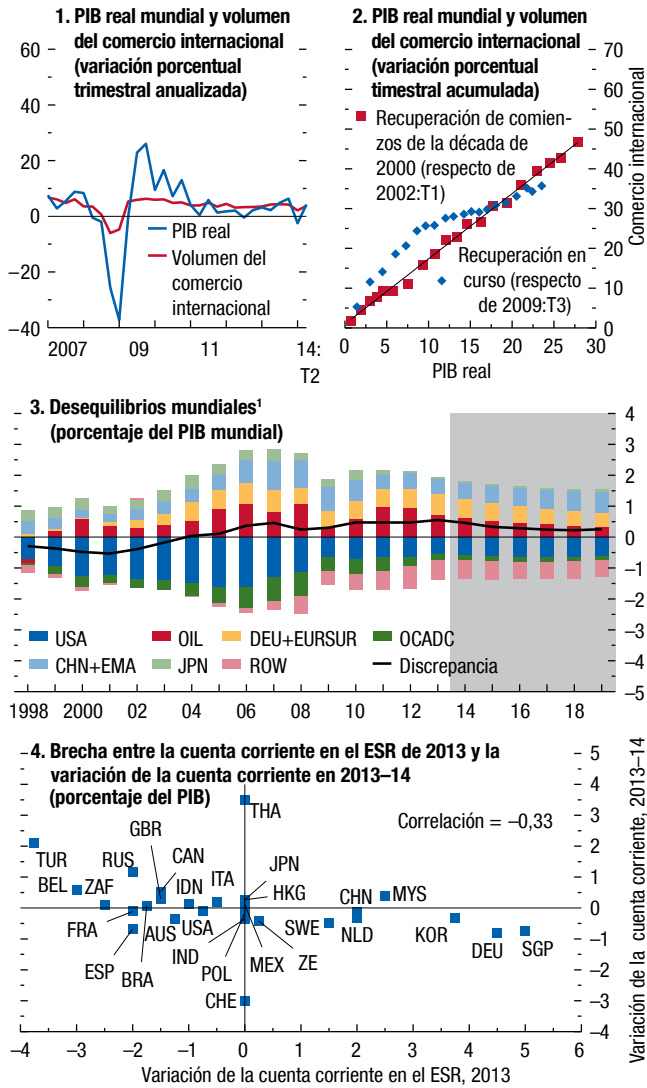 1. PIB real mundial y volumen
del comercio internacional
(variación porcentual
trimestral anualizada)
60
40
20
0
–20
–40
PIB real
Volumen del
comercio
internacional
2007
09
11
14:
T2
2. PIB real mundial y volumen
del comercio internacional
(variación porcentual
timestral acumulada)
70
60
50
40
30
20
10
0
Comercio internacional
Recuperación de comien-
zos de la década de
2000 (respecto de
2002:T1)
Recuperación en
curso (respecto
de 2009:T3)
0 5 10 15 20 25 30
PIB real
3. Desequilibrios mundiales¹
(porcentaje del PIB mundial)
4
3
2
1
0
–1
–2
–3
–4
–5
USA
OIL
DEU+EURSUR
OCADC
CHN+EMA
JPN
ROW
Discrepancia
1998 2000 02 04 06 08 10 12 14 16 18
4. Brecha entre la cuenta corriente en el ESR de 2013 y la
variación de la cuenta corriente en 2013–14
(porcentaje del PIB)
5
4
3
2
1
0
–1
–2
–3
–4
Variación de la cuenta corriente, 2013–14
Correlación = –0,33
THA
GBR
TUR
RUS
CAN
JPN
BEL
ZAF
IDN
ITA
HKG
CHN
MYS
FRA
AUS
USA
SWE
IND
NLD
KOR
ESP
BRA
POL
MEX
ZE
DEU
SGP
CHE
–4 –3 –2 –1 0 1 2 3 4 5 6
Variación de la cuenta corriente en el ESR, 2013